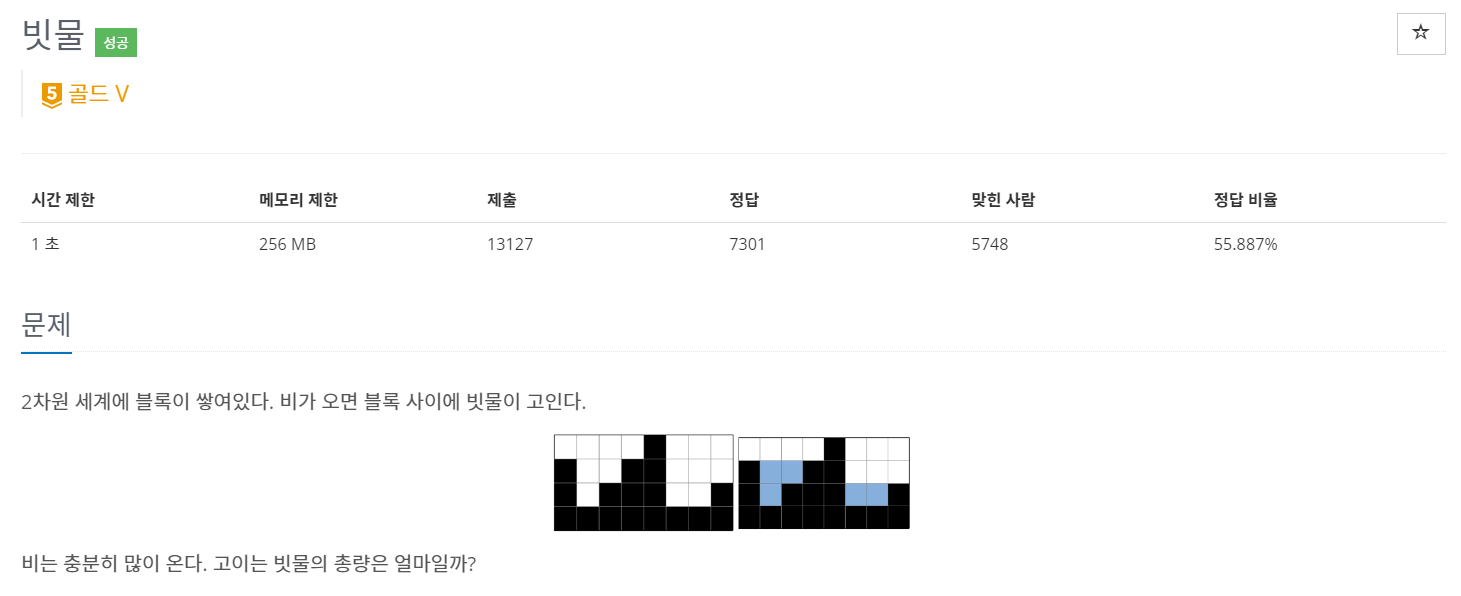 빗물 성공
5 골드 V
시간 제한 메모리 제한 제출 정답 맞힌 사람 정답 비율
1 초 256 MB 13127 7301 5748 55.887%
문제
2차원 세계에 블록이 쌓여있다. 비가 오면 블록 사이에 빗물이 고인다.
비는 충분히 많이 온다. 고이는 빗물의 총량은 얼마일까?